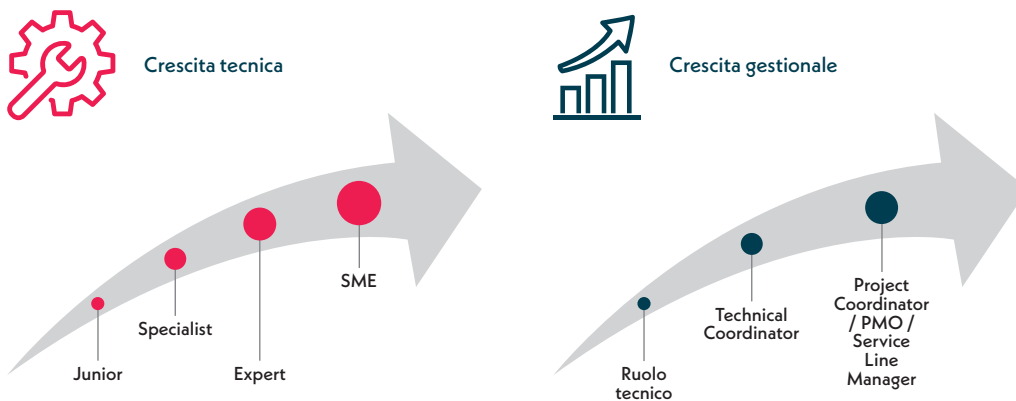 Crescita tecnica
SME
Specialist
Junior
Expert
Crescita gestionale
Project
Coordinator
/ PMO /
Service
Line
Manager
Technical
Coordinator
Ruolo
tecnico